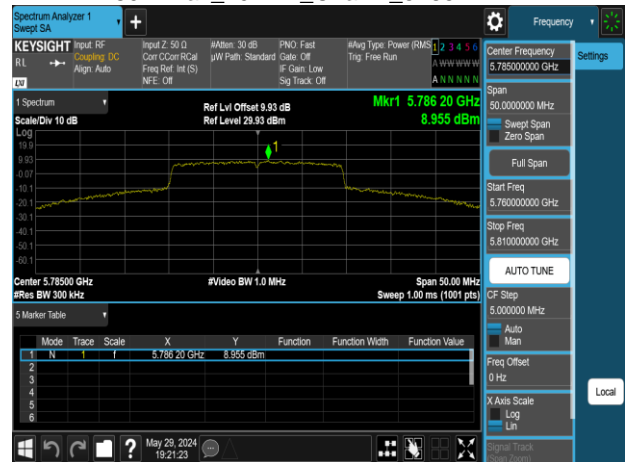 Spectrum Analyzer 1
Swept SA
Frequency
KEYSIGHT
RL
LXI
Input: RF
Coupling: DC
Align: Auto
Input Z: 50 Ω
Corr CCorr RCal
Freq Ref: Int (S)
NFE: Off
#Atten: 30 dB
µW Path: Standard
PNO: Fast
Gate: Off
IF Gain: Low
Sig Track: Off
#Avg Type: Power (RMS
Trig: Free Run
1 2 3 4 5 6
A W W W W W
A N N N N N
1 Spectrum
Scale/Div 10 dB
Log
Ref Lvl Offset 9.93 dB
Ref Level 29.93 dBm
Mkr1 5.786 20 GHz
8.955 dBm
1
19.9
9.93
-0.07
-10.1
-20.1
-30.1
-40.1
-50.1
-60.1
Center 5.78500 GHz
#Video BW 1.0 MHz
Span 50.00 MHz
#Res BW 300 kHz
Sweep 1.00 ms (1001 pts)
5 Marker Table
Mode Trace Scale X Y Function Function Width Function Value
1 N 1 f 5.786 20 GHz 8.955 dBm
2
3
4
5
6
May 29, 2024
19:21:23
Center Frequency
5.785000000 GHz
Span
50.0000000 MHz
Swept Span
Zero Span
Full Span
Start Freq
5.760000000 GHz
Stop Freq
5.810000000 GHz
AUTO TUNE
CF Step
5.000000 MHz
Auto
Man
Freq Offset
0 Hz
X Axis Scale
Log
Lin
Signal Track
(Span Zoom)
Settings
Local